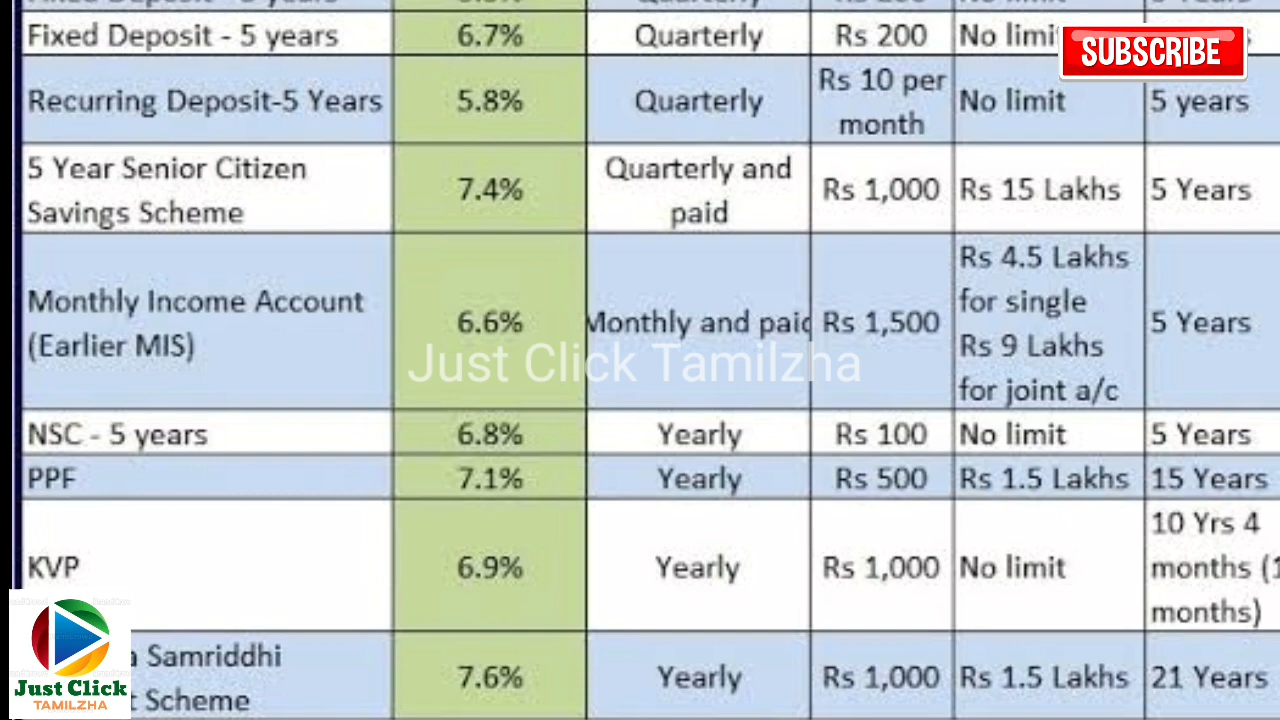 Fixed Deposit - 5 years 6.7% Quarterly Rs 200 No limit
SUBSCRIBE
Recurring Deposit-5 Years 5.8% Quarterly Rs 10 per month No limit 5 years
5 Year Senior Citizen Savings Scheme 7.4% Quarterly and paid Rs 1,000 Rs 15 Lakhs 5 Years
Monthly Income Account (Earlier MIS) 6.6% Monthly and paid Rs 1,500 Rs 4.5 Lakhs for single Rs 9 Lakhs for joint a/c 5 Years
Just Click Tamilzha
NSC - 5 years 6.8% Yearly Rs 100 No limit 5 Years
PPF 7.1% Yearly Rs 500 Rs 1.5 Lakhs 15 Years
KVP 6.9% Yearly Rs 1,000 No limit 10 Yrs 4 months (1 months)
Samriddhi Scheme 7.6% Yearly Rs 1,000 Rs 1.5 Lakhs 21 Years
Just Click
TAMILZHA